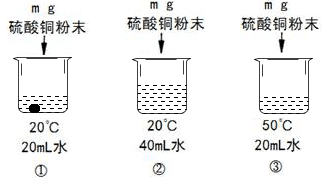 m g  m g  m g
硫酸铜粉末  硫酸铜粉末  硫酸铜粉末
20℃  20℃  50℃
20mL水  40mL水  20mL水
①  ②  ③